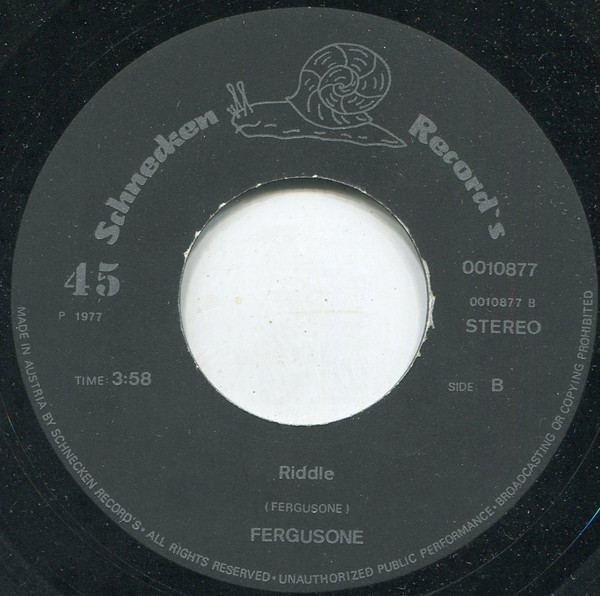 Schnecken Record's
45
P 1977
0010877
0010877 B
STEREO
TIME: 3:58
SIDE B
Riddle
(FERGUSONE)
FERGUSONE
MADE IN AUSTRIA BY SCHNECKEN RECORD'S • ALL RIGHTS RESERVED • UNAUTHORIZED PUBLIC PERFORMANCE • BROADCASTING OR COPYING PROHIBITED